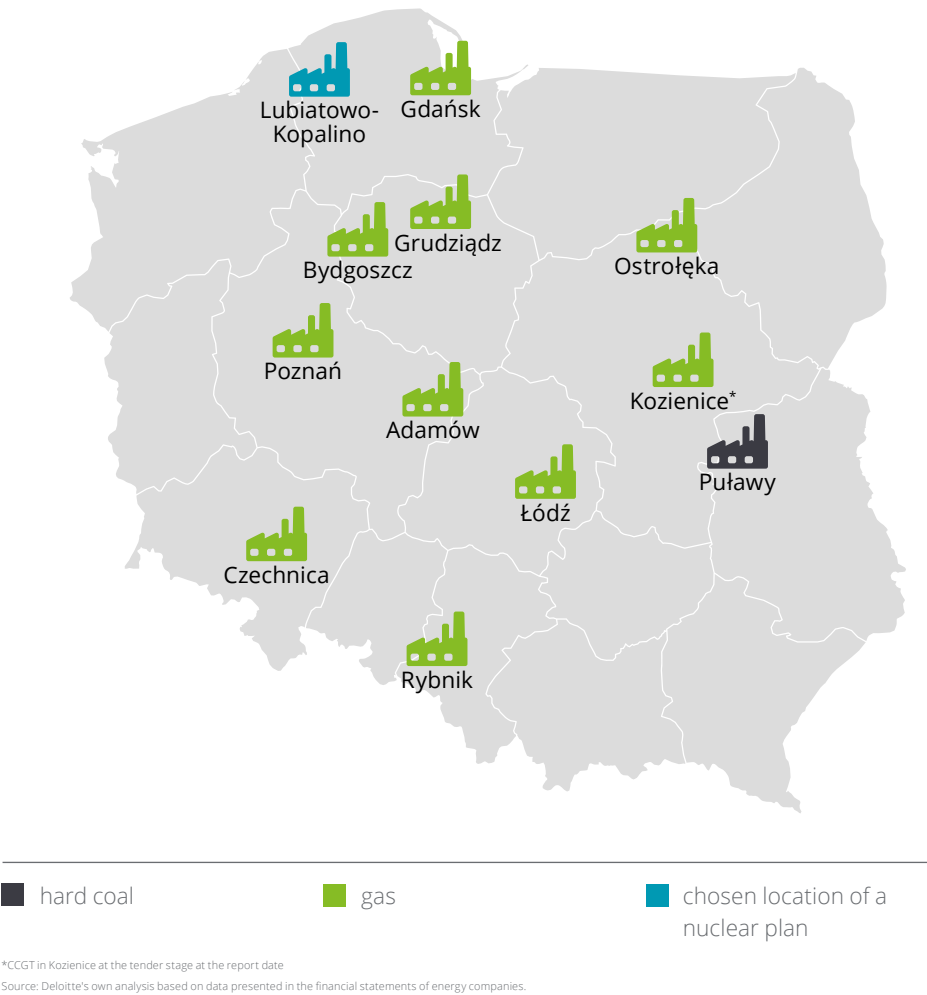 Lubiatowo-
Kopalino
Gdańsk
Grudziądz
Bydgoszcz
Ostrołęka
Poznań
Kozienice*
Adamów
Puławy
Łódź
Czechnica
Rybnik
hard coal
gas
chosen location of a
nuclear plan
*CCGT in Kozienice at the tender stage at the report date
Source: Deloitte's own analysis based on data presented in the financial statements of energy companies.